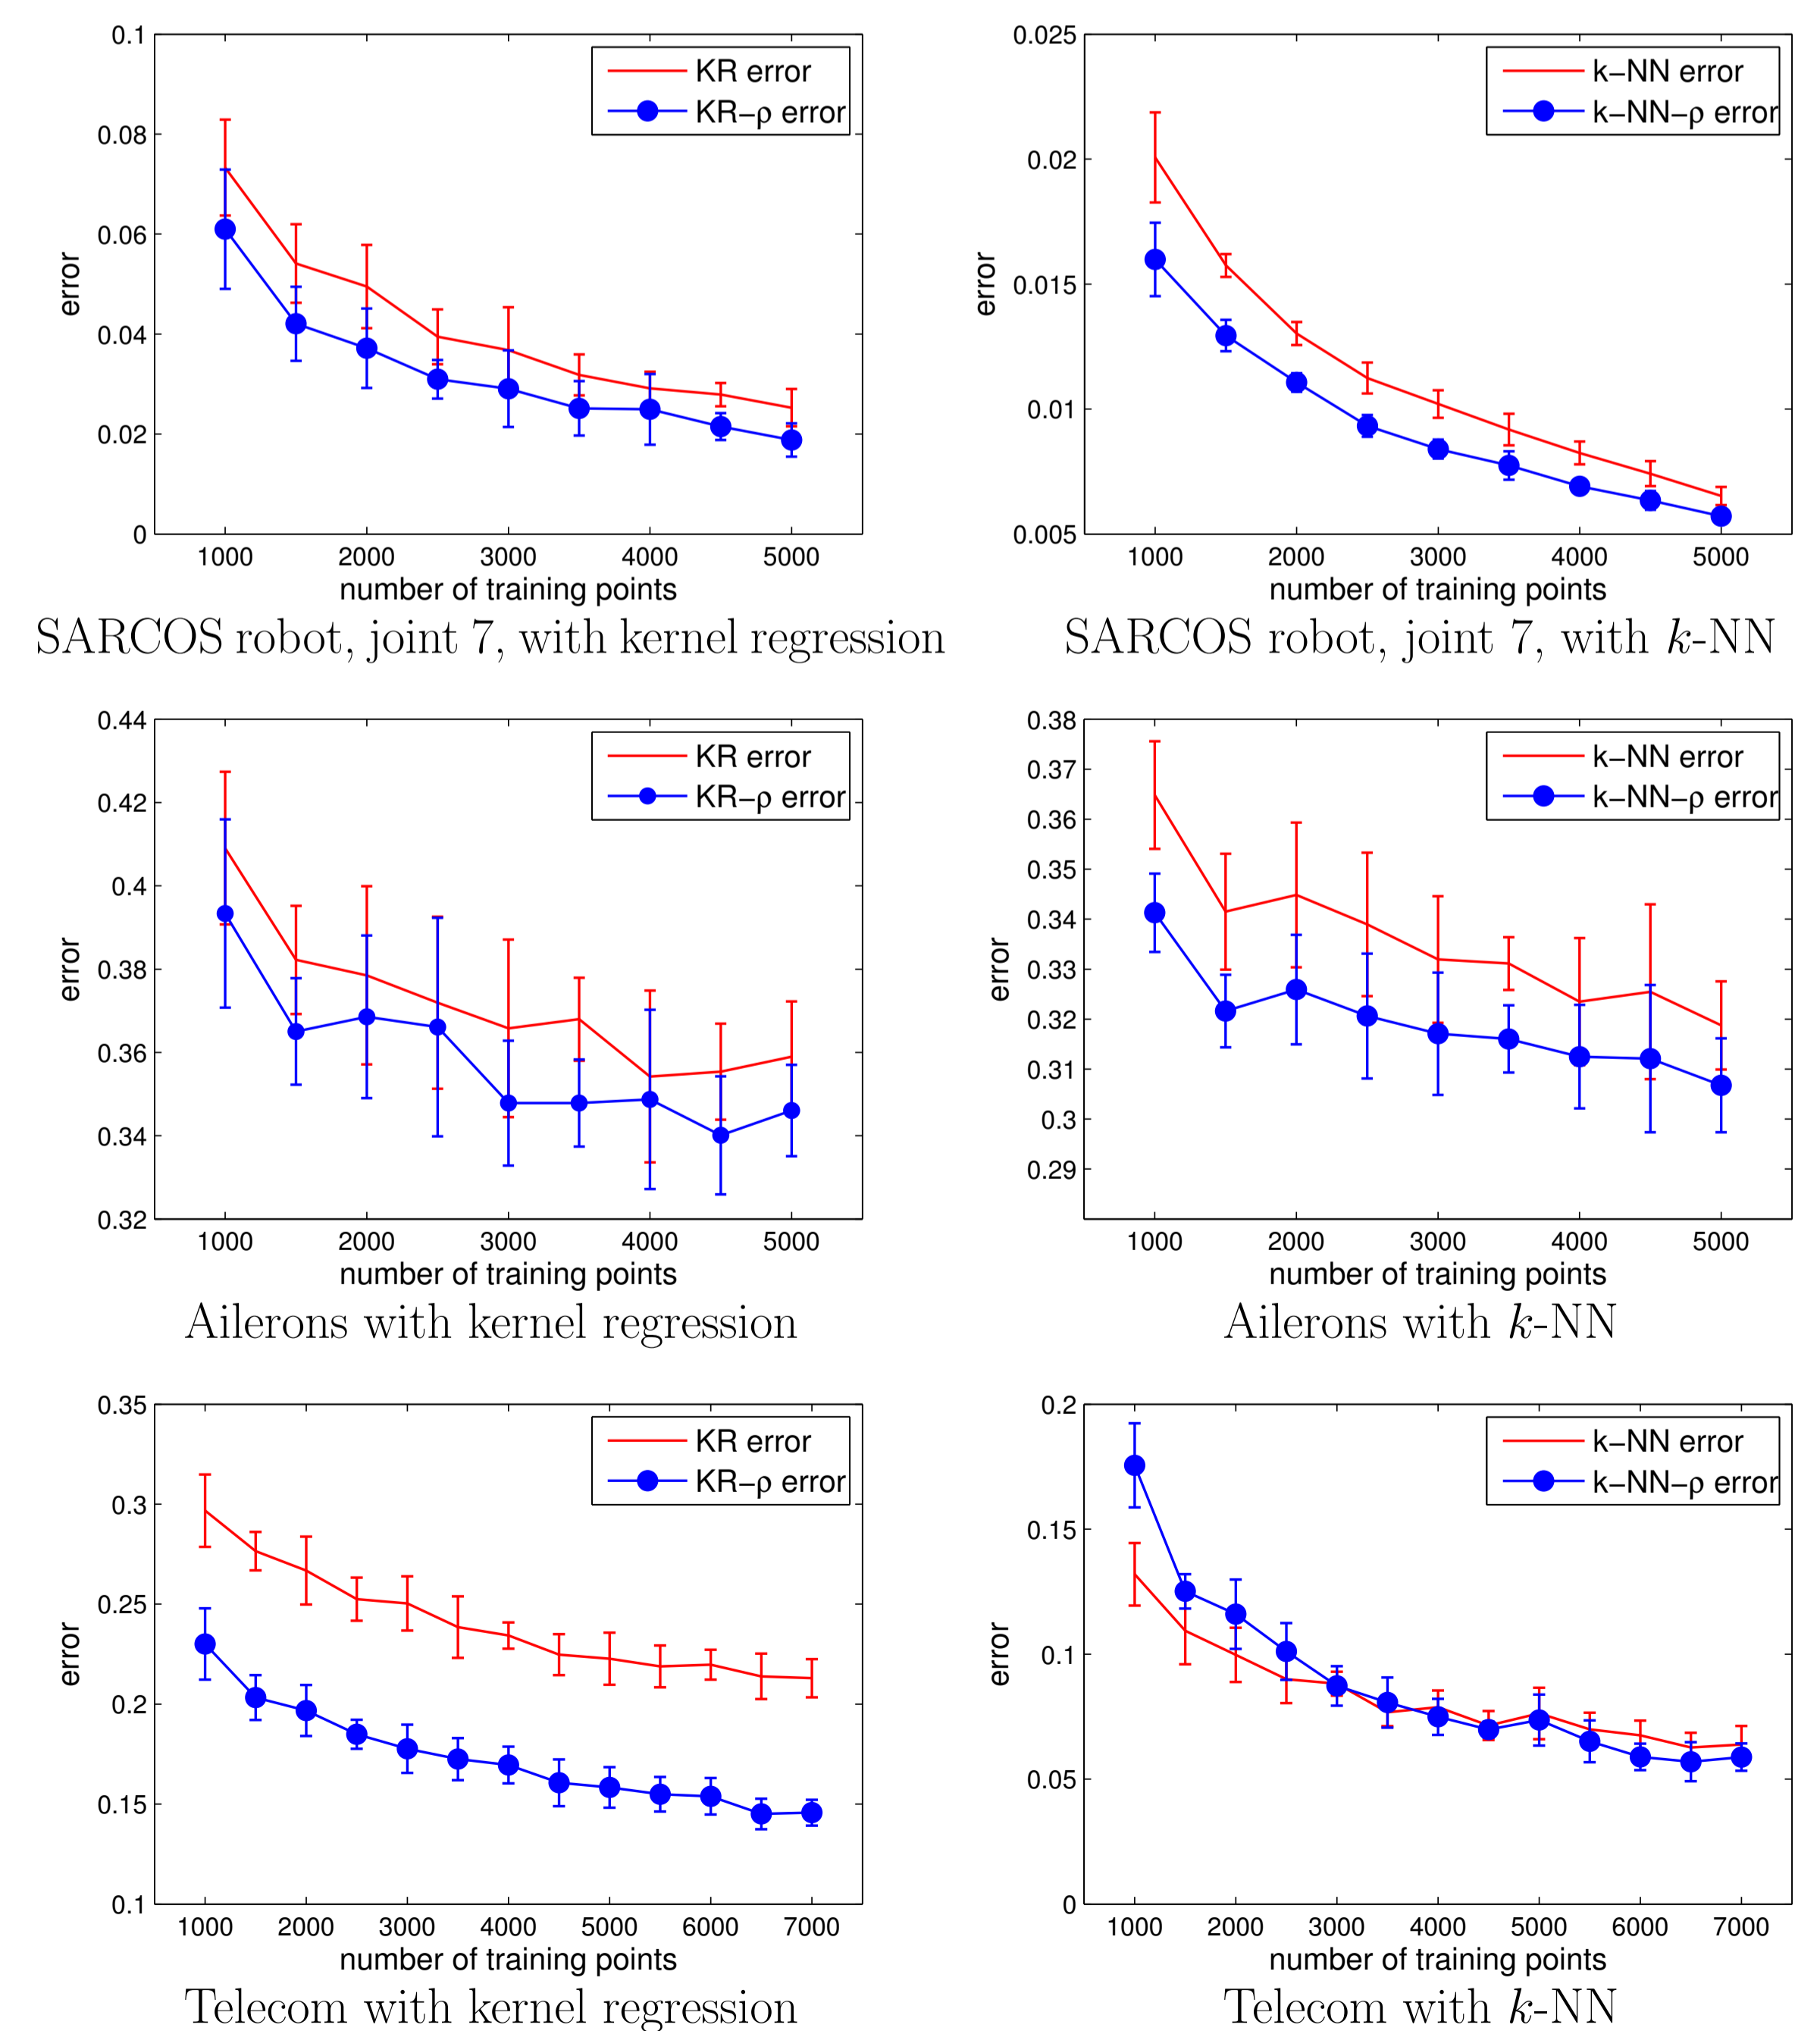 0.1
0.08
0.06
0.04
0.02
0
error
KR error
KR−ρ error
1000 2000 3000 4000 5000
number of training points
SARCOS robot, joint 7, with kernel regression
0.025
0.02
0.015
0.01
0.005
error
k−NN error
k−NN−ρ error
1000 2000 3000 4000 5000
number of training points
SARCOS robot, joint 7, with k-NN
0.44
0.42
0.4
0.38
0.36
0.34
0.32
error
KR error
KR−ρ error
1000 2000 3000 4000 5000
number of training points
Ailerons with kernel regression
0.38
0.37
0.36
0.35
0.34
0.33
0.32
0.31
0.3
0.29
error
k−NN error
k−NN−ρ error
1000 2000 3000 4000 5000
number of training points
Ailerons with k-NN
0.35
0.3
0.25
0.2
0.15
0.1
error
KR error
KR−ρ error
1000 2000 3000 4000 5000 6000 7000
number of training points
Telecom with kernel regression
0.2
0.15
0.1
0.05
0
error
k−NN error
k−NN−ρ error
1000 2000 3000 4000 5000 6000 7000
number of training points
Telecom with k-NN